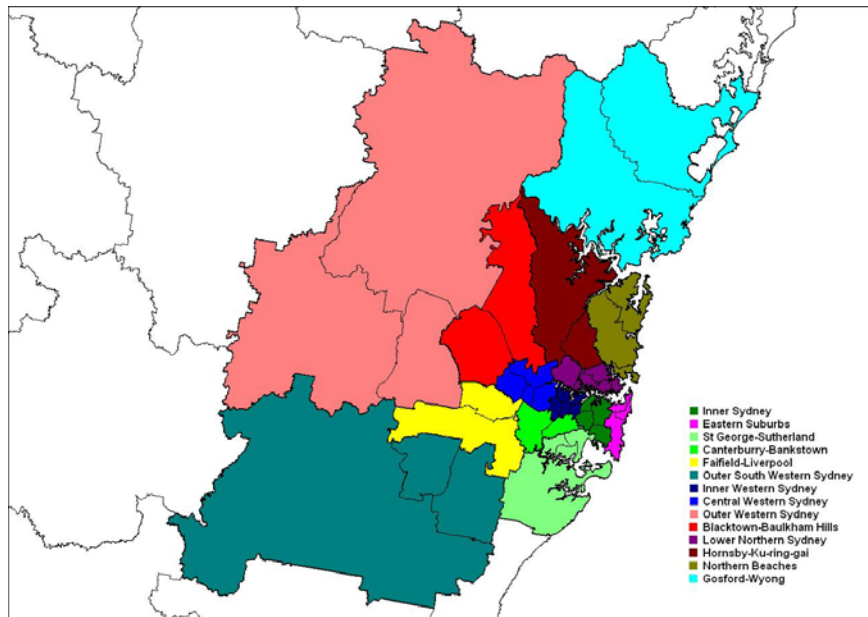 Inner Sydney
Eastern Suburbs
St George-Sutherland
Canterburry-Bankstown
Faifield-Liverpool
Outer South Western Sydney
Inner Western Sydney
Central Western Sydney
Outer Western Sydney
Blacktown-Baulkham Hills
Lower Northern Sydney
Hornsby-Ku-ring-gai
Northern Beaches
Gosford-Wyong